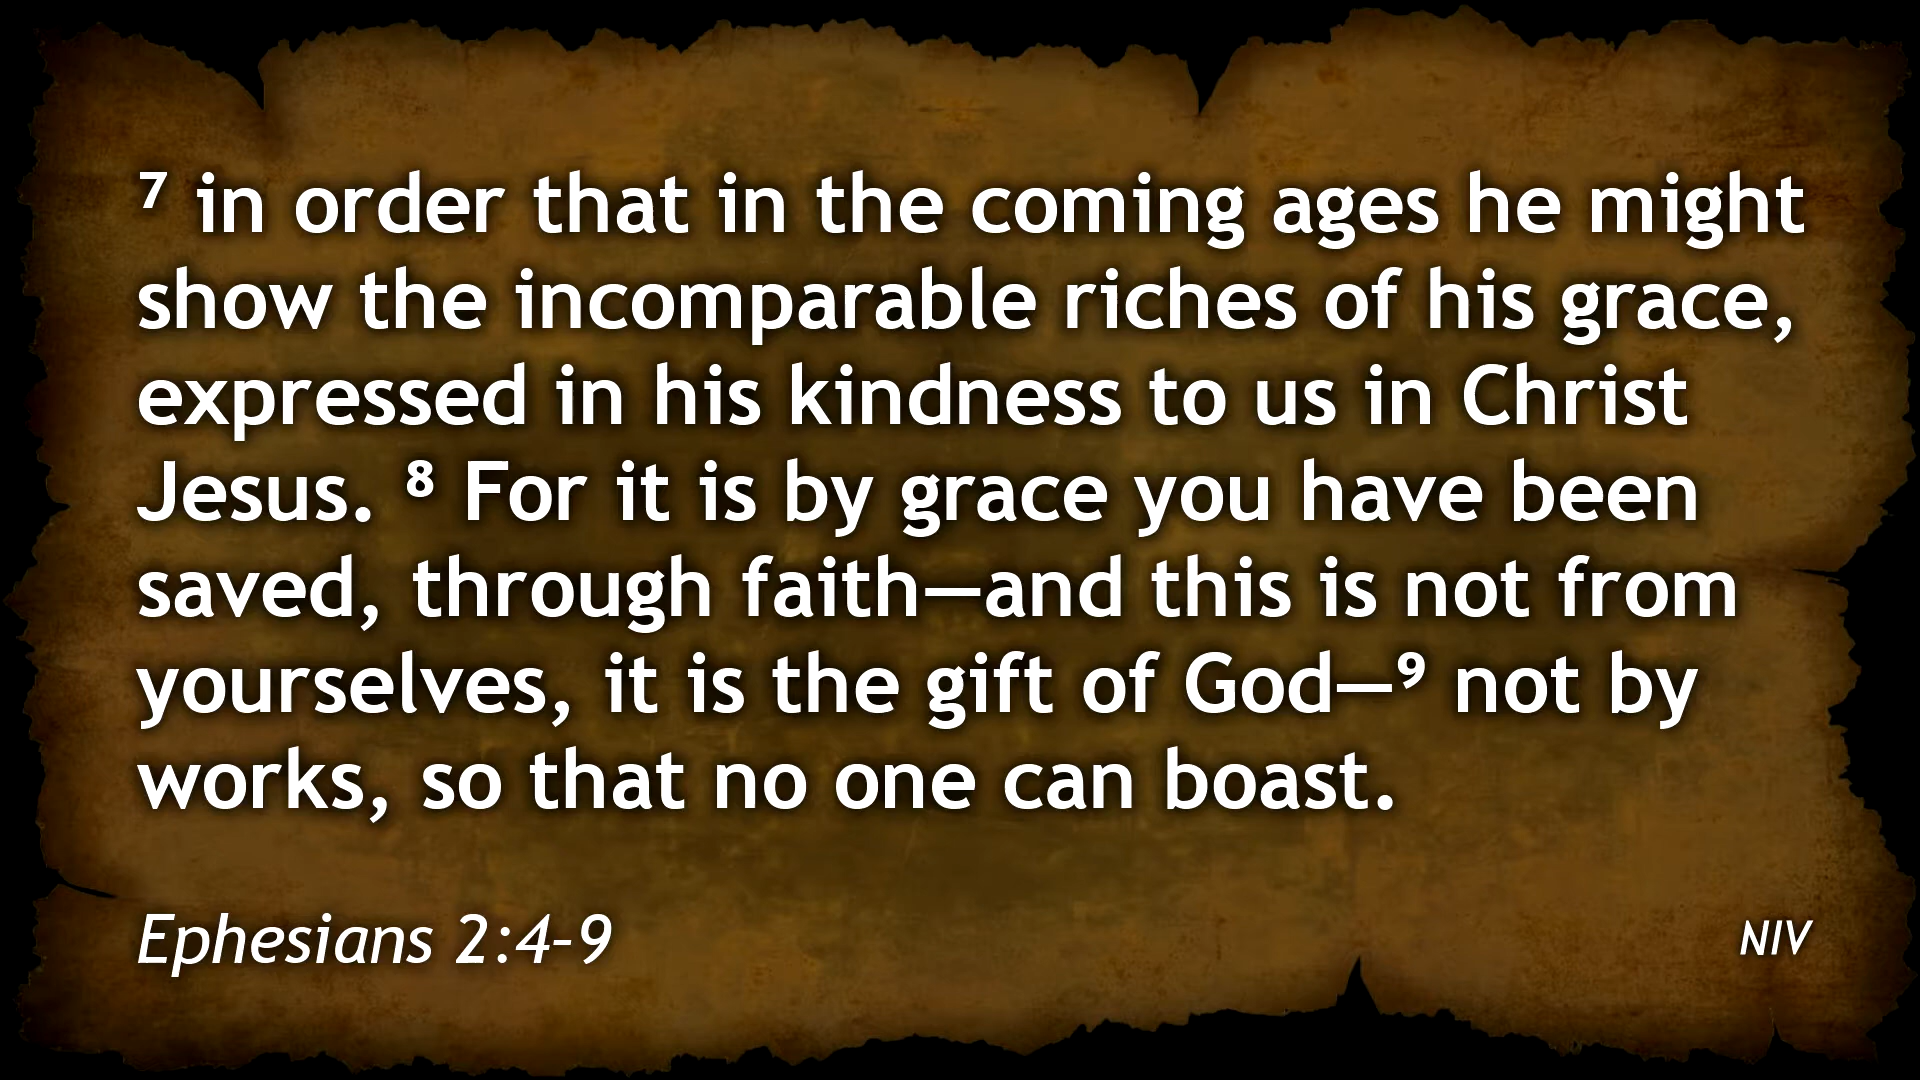 ⁷ in order that in the coming ages he might
show the incomparable riches of his grace,
expressed in his kindness to us in Christ
Jesus. ⁸ For it is by grace you have been
saved, through faith—and this is not from
yourselves, it is the gift of God—⁹ not by
works, so that no one can boast.
Ephesians 2:4–9
NIV